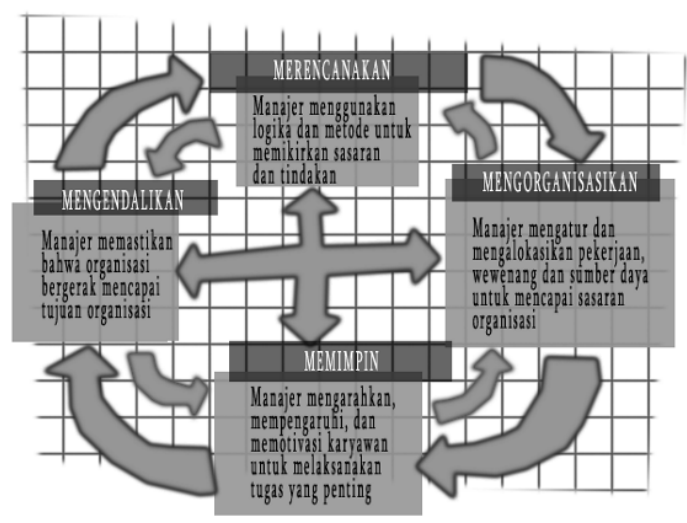 MERENCANAKAN
Manajer menggunakan
logika dan metode untuk
memikirkan sasaran
dan tindakan
MENGENDALIKAN
Manajer memastikan
bahwa organisasi
bergerak mencapai
tujuan organisasi
MENGORGANISASIKAN
Manajer mengatur dan
mengalokasikan pekerjaan,
wewenang dan sumber daya
untuk mencapai sasaran
organisasi
MEMIMPIN
Manajer mengarahkan,
mempengaruhi, dan
memotivasi karyawan
untuk melaksanakan
tugas yang penting